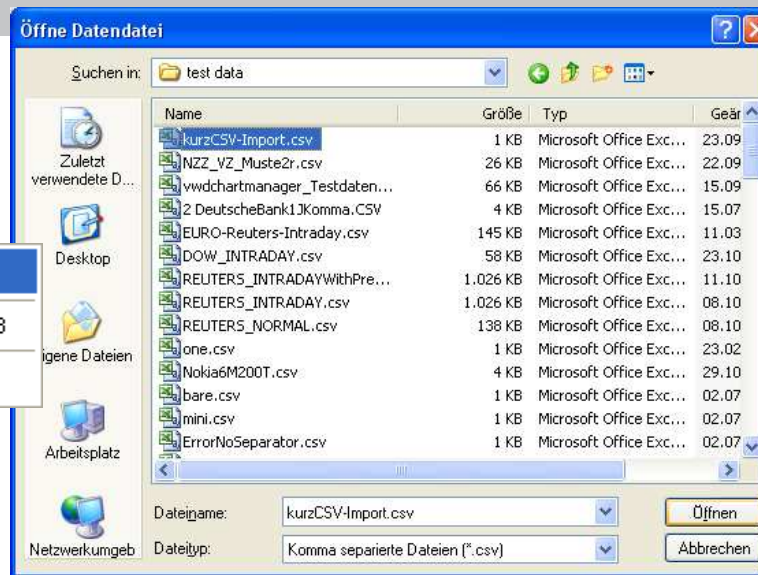 Öffne Datendatei
Suchen in: test data
Name Größe Typ Geär
kurzCSV-Import.csv 1 KB Microsoft Office Exc... 23.09
NZZ_VZ_Muste2r.csv 26 KB Microsoft Office Exc... 22.09
vwdchartmanager_Testdaten... 66 KB Microsoft Office Exc... 15.09
2 DeutscheBank1JKomma.CSV 4 KB Microsoft Office Exc... 15.07
EURO-Reuters-Intraday.csv 145 KB Microsoft Office Exc... 11.03
DOW_INTRADAY.csv 58 KB Microsoft Office Exc... 23.10
REUTERS_INTRADAYWithPre... 1.026 KB Microsoft Office Exc... 11.10
REUTERS_INTRADAY.csv 1.026 KB Microsoft Office Exc... 08.10
REUTERS_NORMAL.csv 138 KB Microsoft Office Exc... 08.10
one.csv 1 KB Microsoft Office Exc... 23.02
Nokia6M200T.csv 4 KB Microsoft Office Exc... 29.10
bare.csv 1 KB Microsoft Office Exc... 02.07
mini.csv 1 KB Microsoft Office Exc... 02.07
ErrorNoSeparator.csv 1 KB Microsoft Office Exc... 02.07
Zuletzt
verwendete D...
Desktop
3
igene Dateien
Arbeitsplatz
Netzwerkumgeb
Dateiname: kurzCSV-Import.csv Öffnen
Dateityp: Komma separierte Dateien (*.csv) Abbrechen